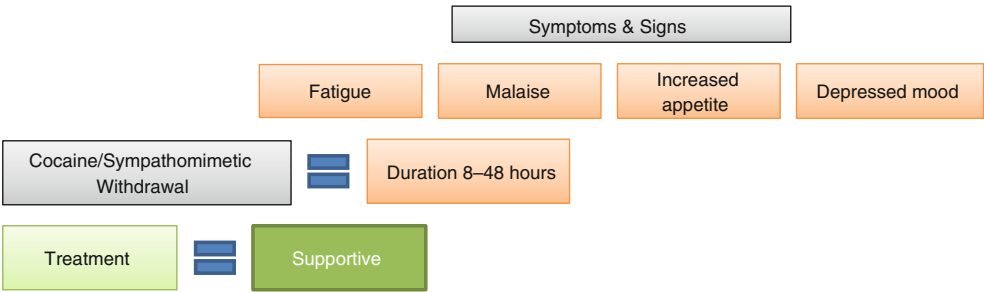 Symptoms & Signs
Fatigue
Malaise
Increased
appetite
Depressed mood
Cocaine/Sympathomimetic
Withdrawal
Duration 8–48 hours
Treatment
Supportive